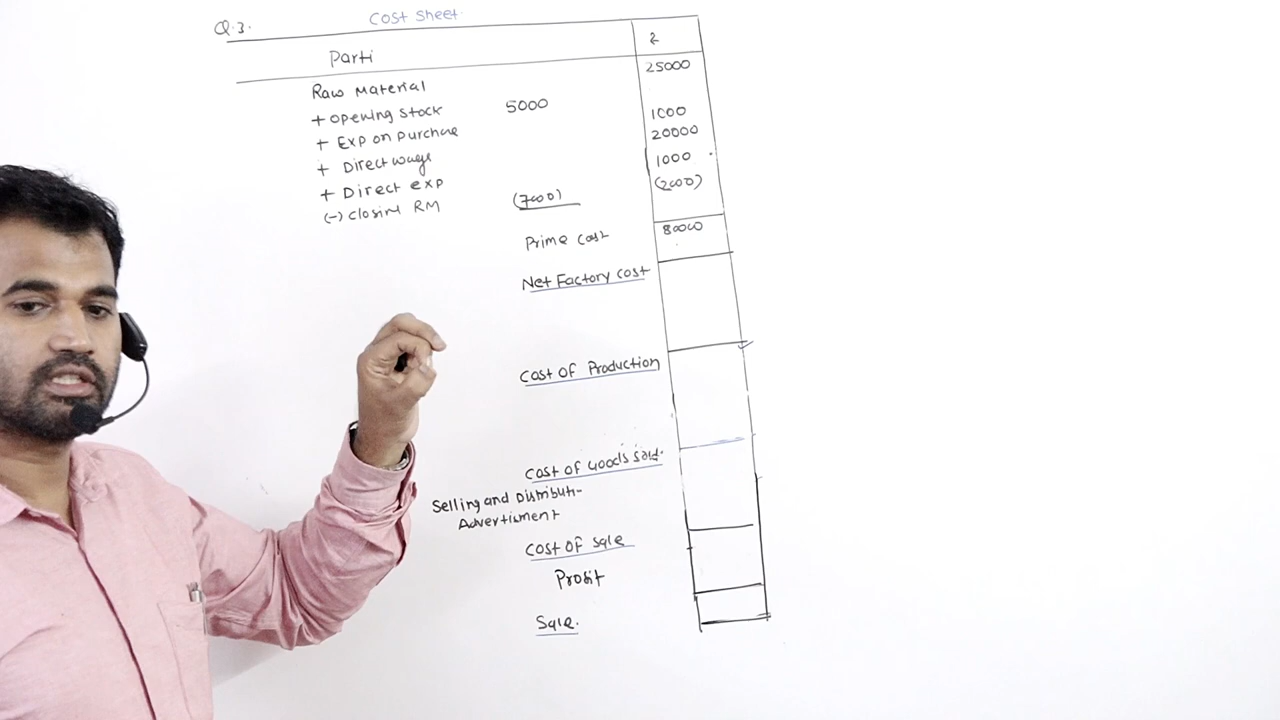 Q.3. Cost Sheet
Parti ₹
Raw Material 25000
+ opening stock 5000
+ Exp on purchase 1000
+ Direct wage 20000
+ Direct exp 1000
(-) closing RM (7000) (2000)
Prime cost 80000
Net Factory cost
Cost of Production
Cost of Goods sold.
Selling and Distributi-
Advertisment
Cost of sale
Profit
Sale.